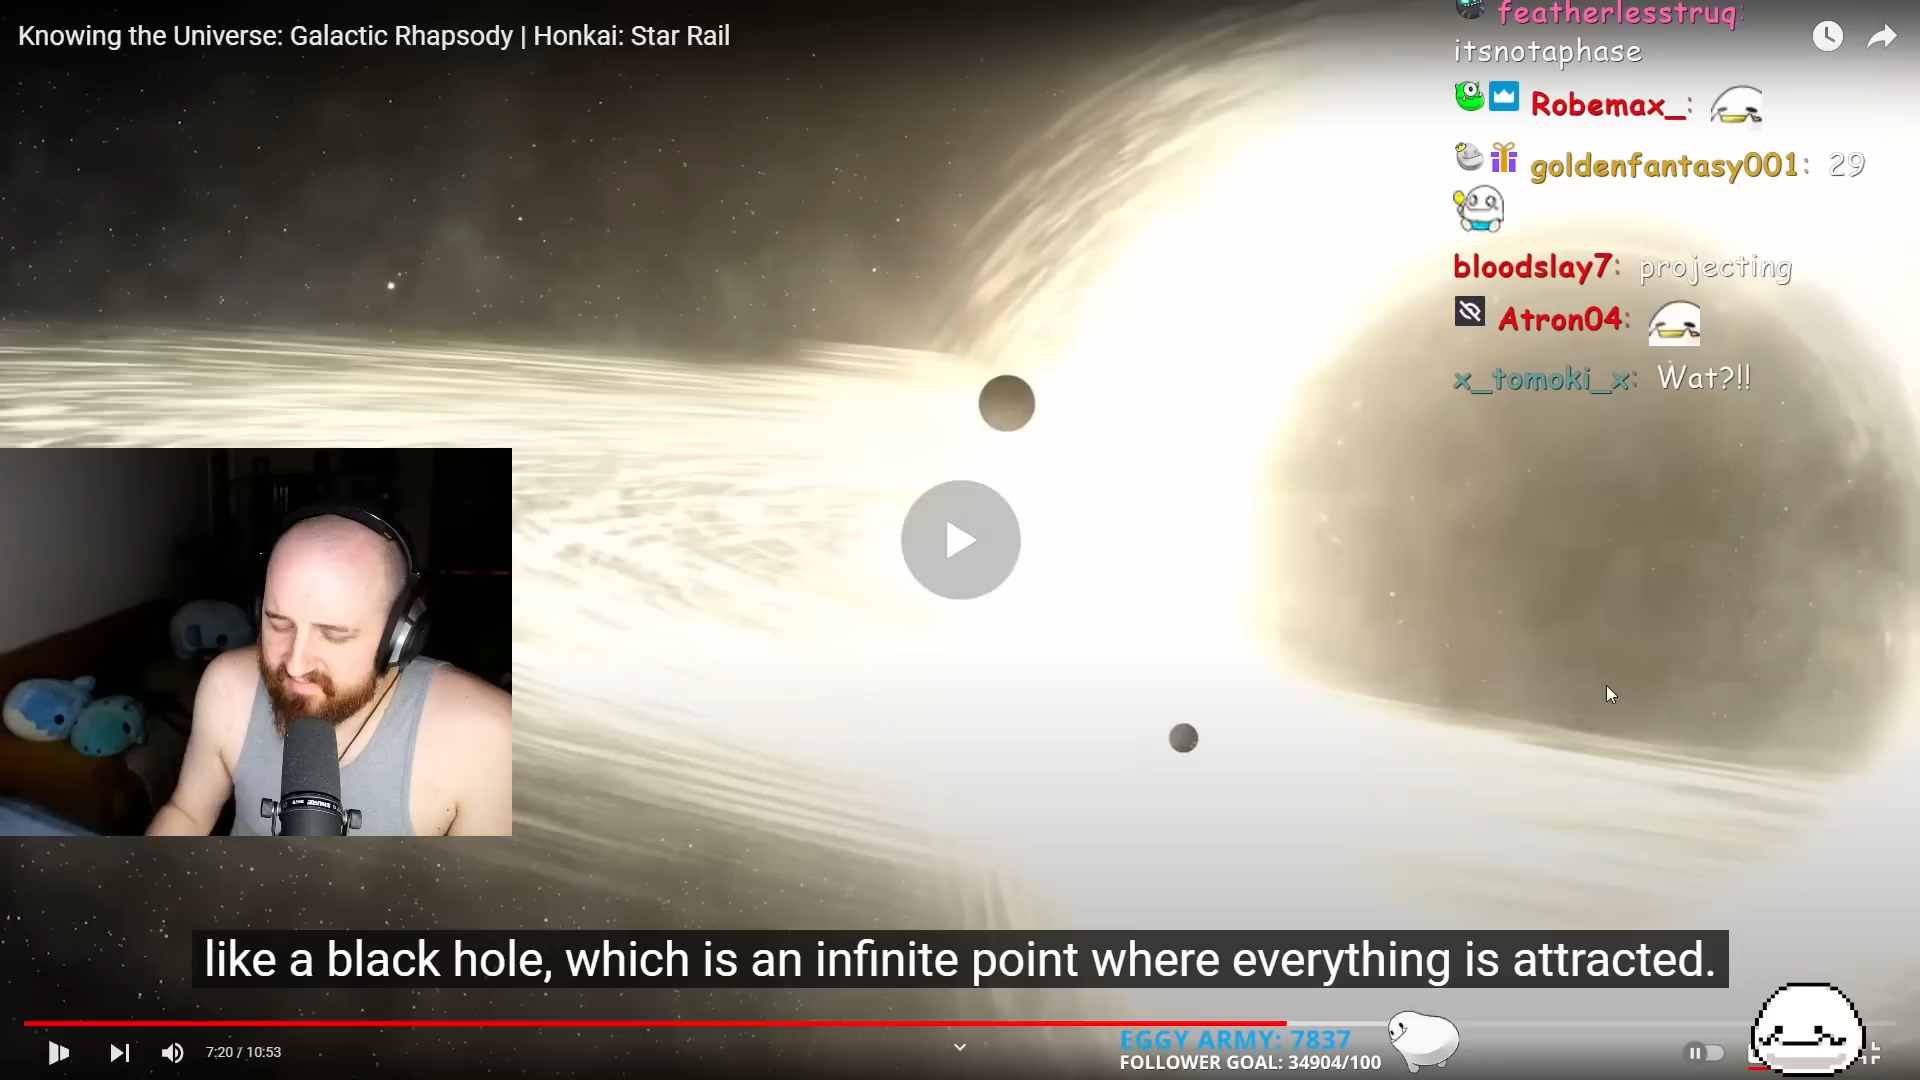 Knowing the Universe: Galactic Rhapsody | Honkai: Star Rail
featherlesstruq:
itsnotaphase
Robemax_:
goldenfantasy001: 29
bloodslay7: projecting
Atron04:
x_tomoki_x: Wat?!!
SHURE
like a black hole, which is an infinite point where everything is attracted.
7:20 / 10:53
EGGY ARMY: 7837
FOLLOWER GOAL: 34904/100